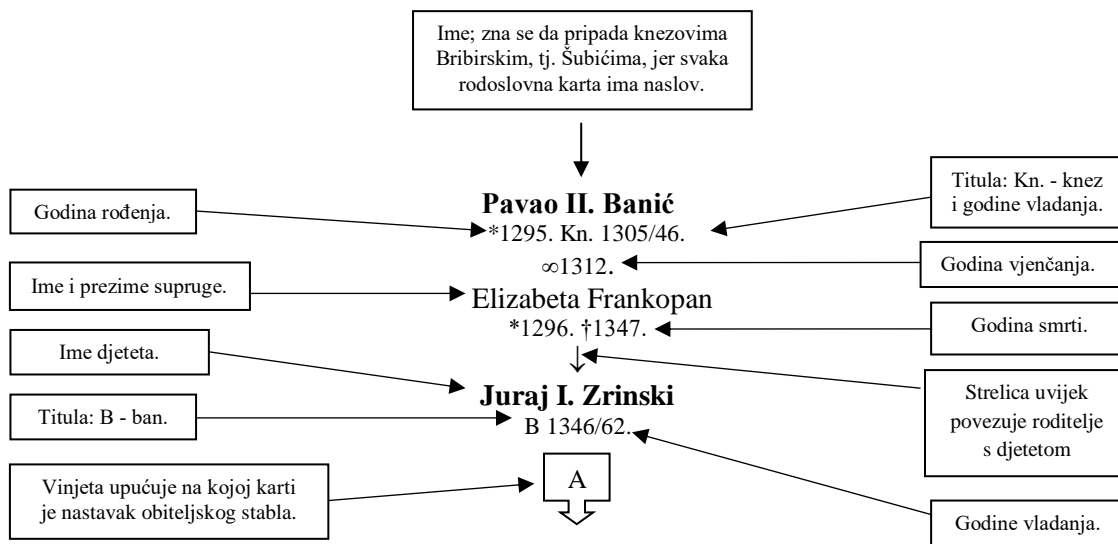 Ime; zna se da pripada knezovima
Bribirskim, tj. Šubićima, jer svaka
rodoslovna karta ima naslov.
Pavao II. Banić
*1295. Kn. 1305/46.
∞1312.
Elizabeta Frankopan
*1296. †1347.
↓
Juraj I. Zrinski
B 1346/62.
A
Godina rođenja.
Ime i prezime supruge.
Ime djeteta.
Titula: B - ban.
Vinjeta upućuje na kojoj karti
je nastavak obiteljskog stabla.
Titula: Kn. - knez
i godine vladanja.
Godina vjenčanja.
Godina smrti.
Strelica uvijek
povezuje roditelje
s djetetom
Godine vladanja.